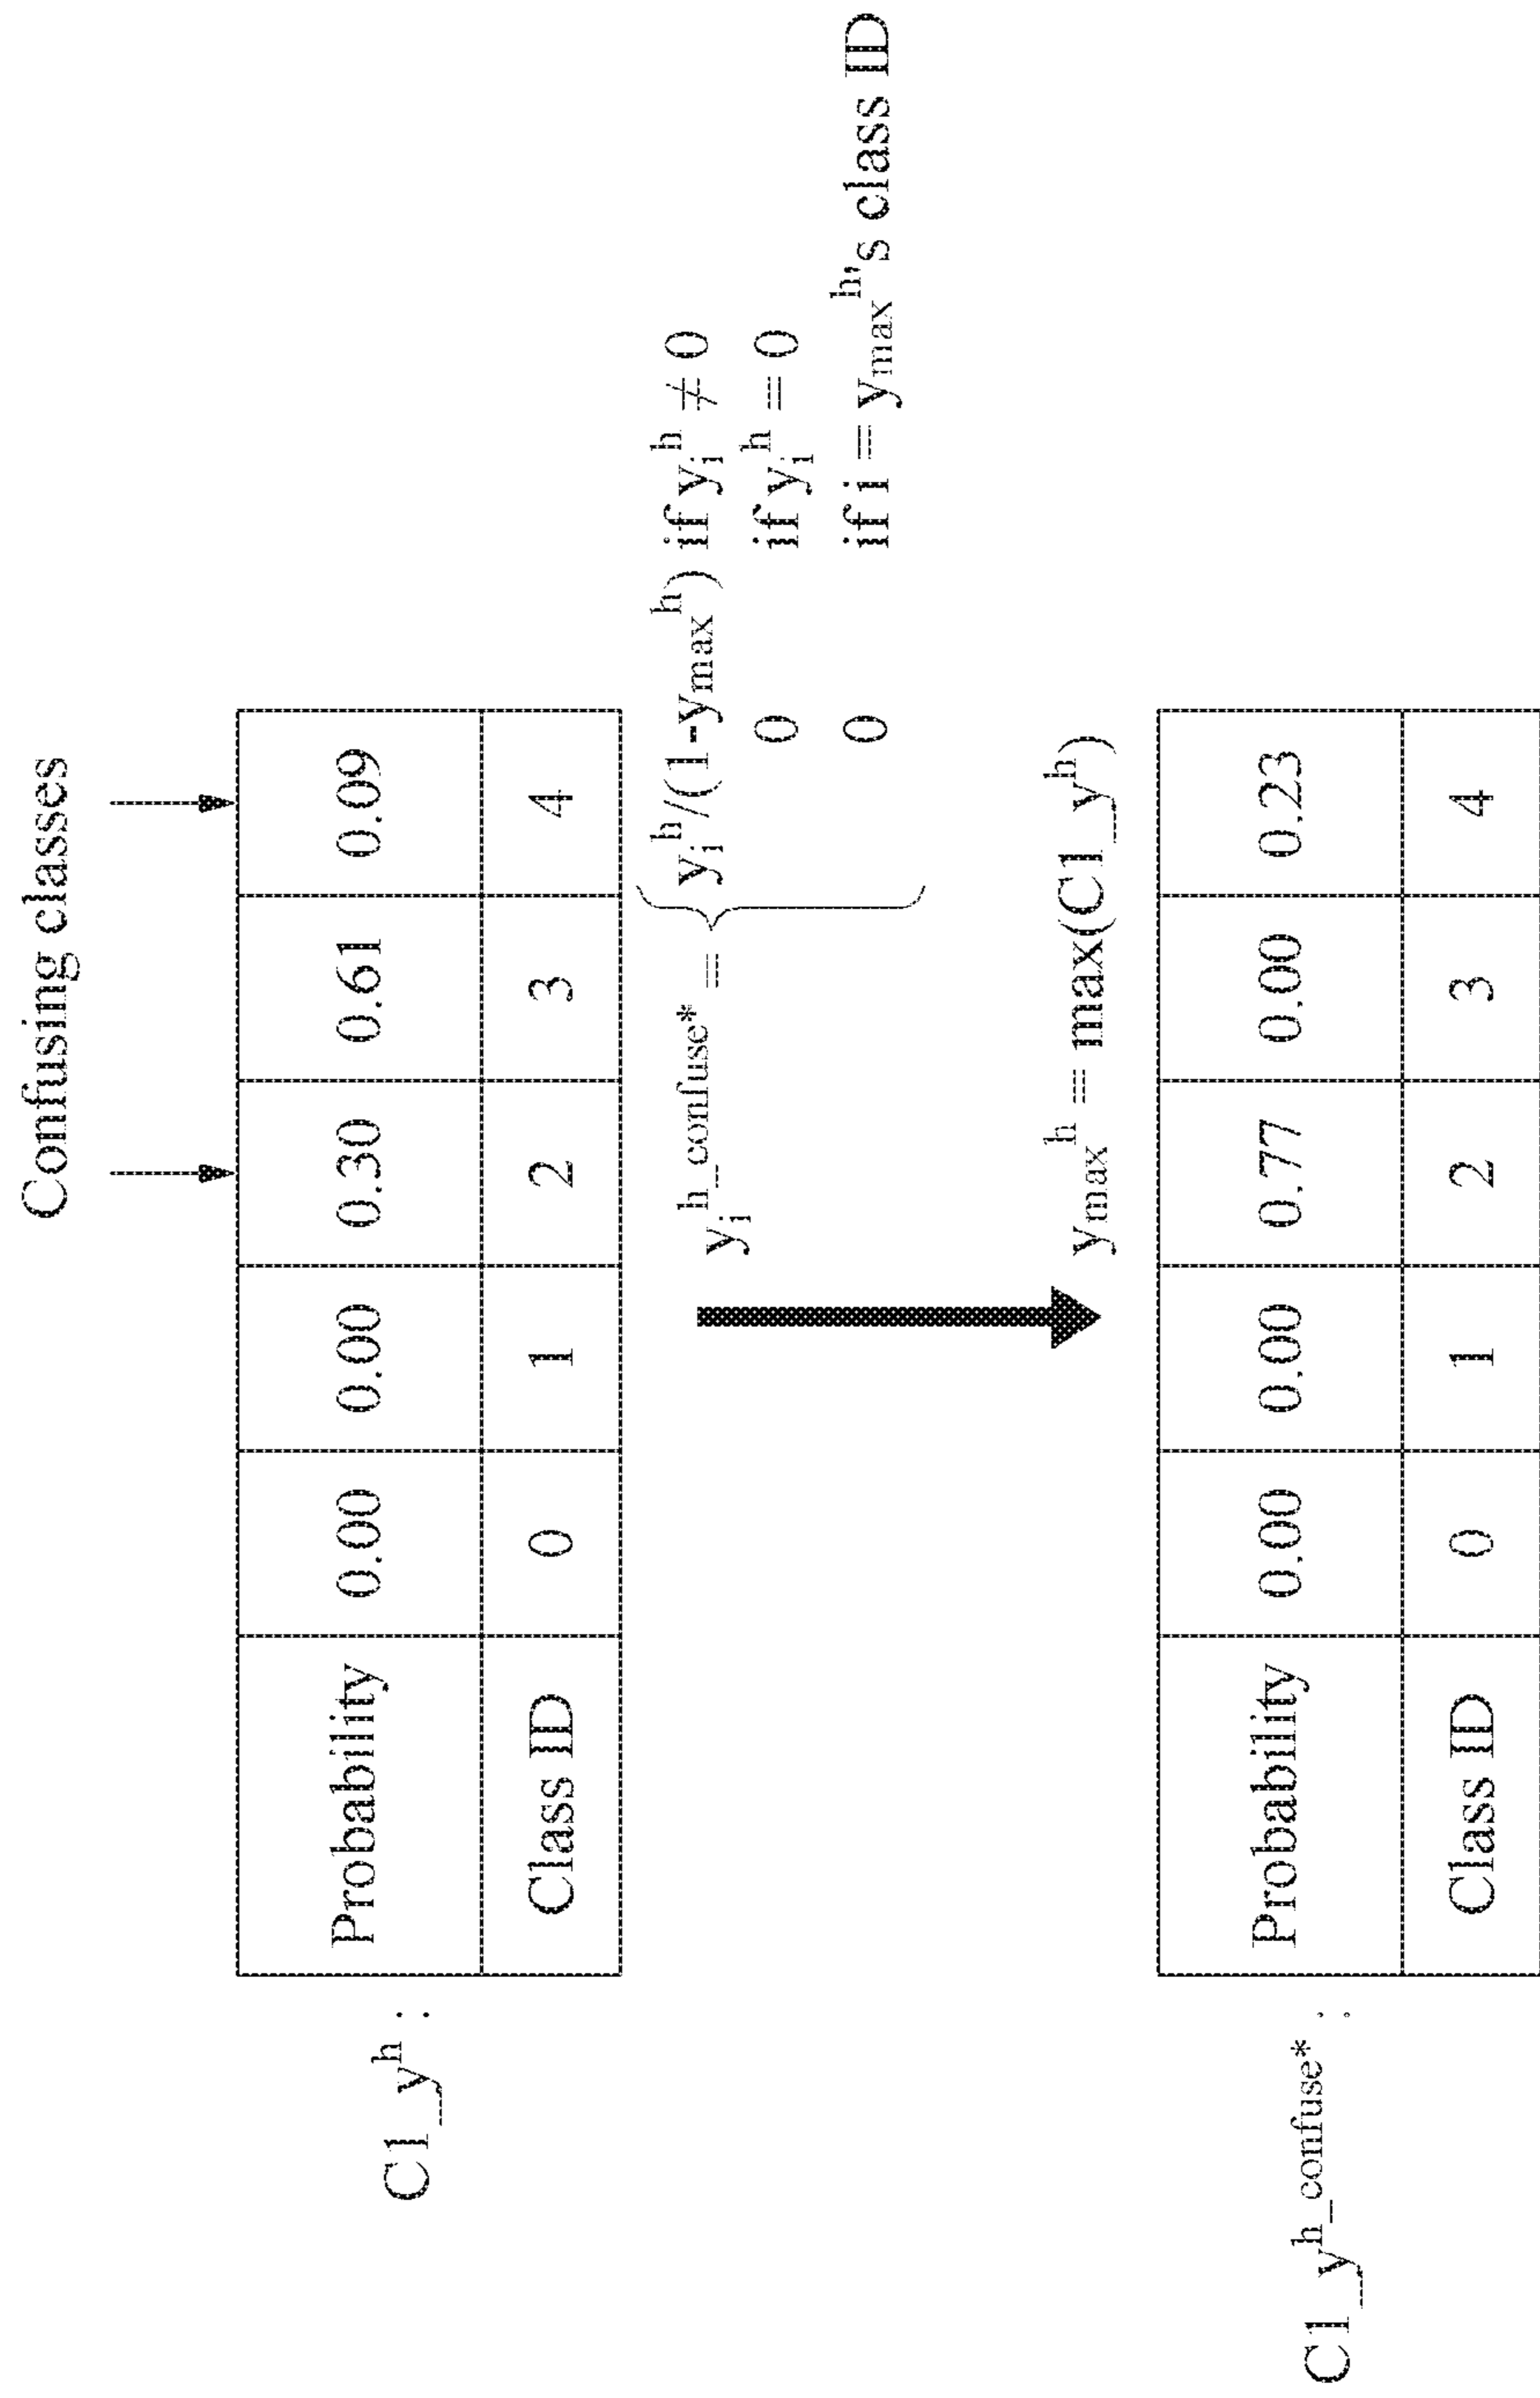 Confusing classes
C1_y^h :
Probability 0.00 0.00 0.30 0.61 0.09
Class ID 0 1 2 3 4
y_i^h_confuse* = { y_i^h/(1-y_max^h) if y_i^h ≠ 0
0 if y_i^h = 0
0 if i = y_max^h's class ID
y_max^h = max(C1_y^h)
C1_y^h_confuse* :
Probability 0.00 0.00 0.77 0.00 0.23
Class ID 0 1 2 3 4